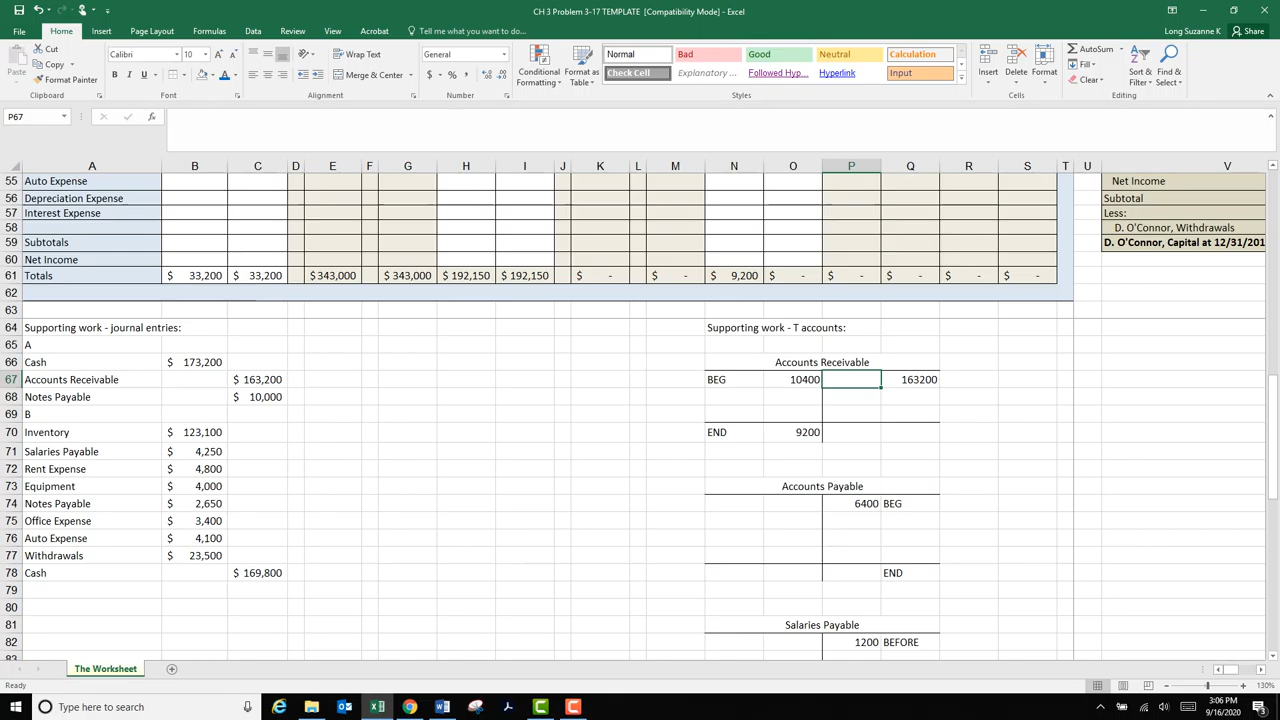 CH 3 Problem 3-17 TEMPLATE [Compatibility Mode] - Excel
File Home Insert Page Layout Formulas Data Review View Acrobat Tell me what you want to do... Long Suzanne K Share
Cut
Copy
Format Painter
Paste
Clipboard
Calibri 10
B I U
Font
Wrap Text
Merge & Center
Alignment
General
$ % ,
Number
Conditional Formatting
Format as Table
Normal Bad Good Neutral Calculation
Check Cell Explanatory ... Followed Hyp... Hyperlink Input
Styles
Insert Delete Format
Cells
AutoSum
Fill
Clear
Sort & Filter
Find & Select
Editing
P67 fx
A B C D E F G H I J K L M N O P Q R S T U V
55 Auto Expense Net Income
56 Depreciation Expense Subtotal
57 Interest Expense Less:
58 D. O'Connor, Withdrawals
59 Subtotals D. O'Connor, Capital at 12/31/201
60 Net Income
61 Totals $ 33,200 $ 33,200 $ 343,000 $ 343,000 $ 192,150 $ 192,150 $ - $ - $ 9,200 $ - $ - $ - $ - $ -
62
63
64 Supporting work - journal entries: Supporting work - T accounts:
65 A
66 Cash $ 173,200 Accounts Receivable
67 Accounts Receivable $ 163,200 BEG 10400 163200
68 Notes Payable $ 10,000
69 B
70 Inventory $ 123,100 END 9200
71 Salaries Payable $ 4,250
72 Rent Expense $ 4,800
73 Equipment $ 4,000 Accounts Payable
74 Notes Payable $ 2,650 6400 BEG
75 Office Expense $ 3,400
76 Auto Expense $ 4,100
77 Withdrawals $ 23,500
78 Cash $ 169,800 END
79
80
81 Salaries Payable
82 1200 BEFORE
83
The Worksheet
Ready 130%
Type here to search
3:06 PM
9/16/2020